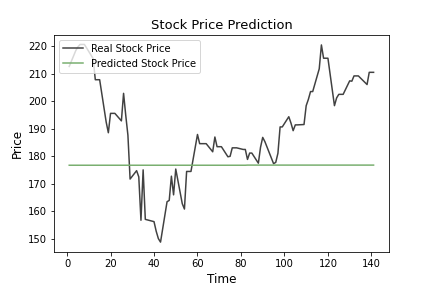 Stock Price Prediction
Real Stock Price
Predicted Stock Price
Price
220
210
200
190
180
170
160
150
0 20 40 60 80 100 120 140
Time